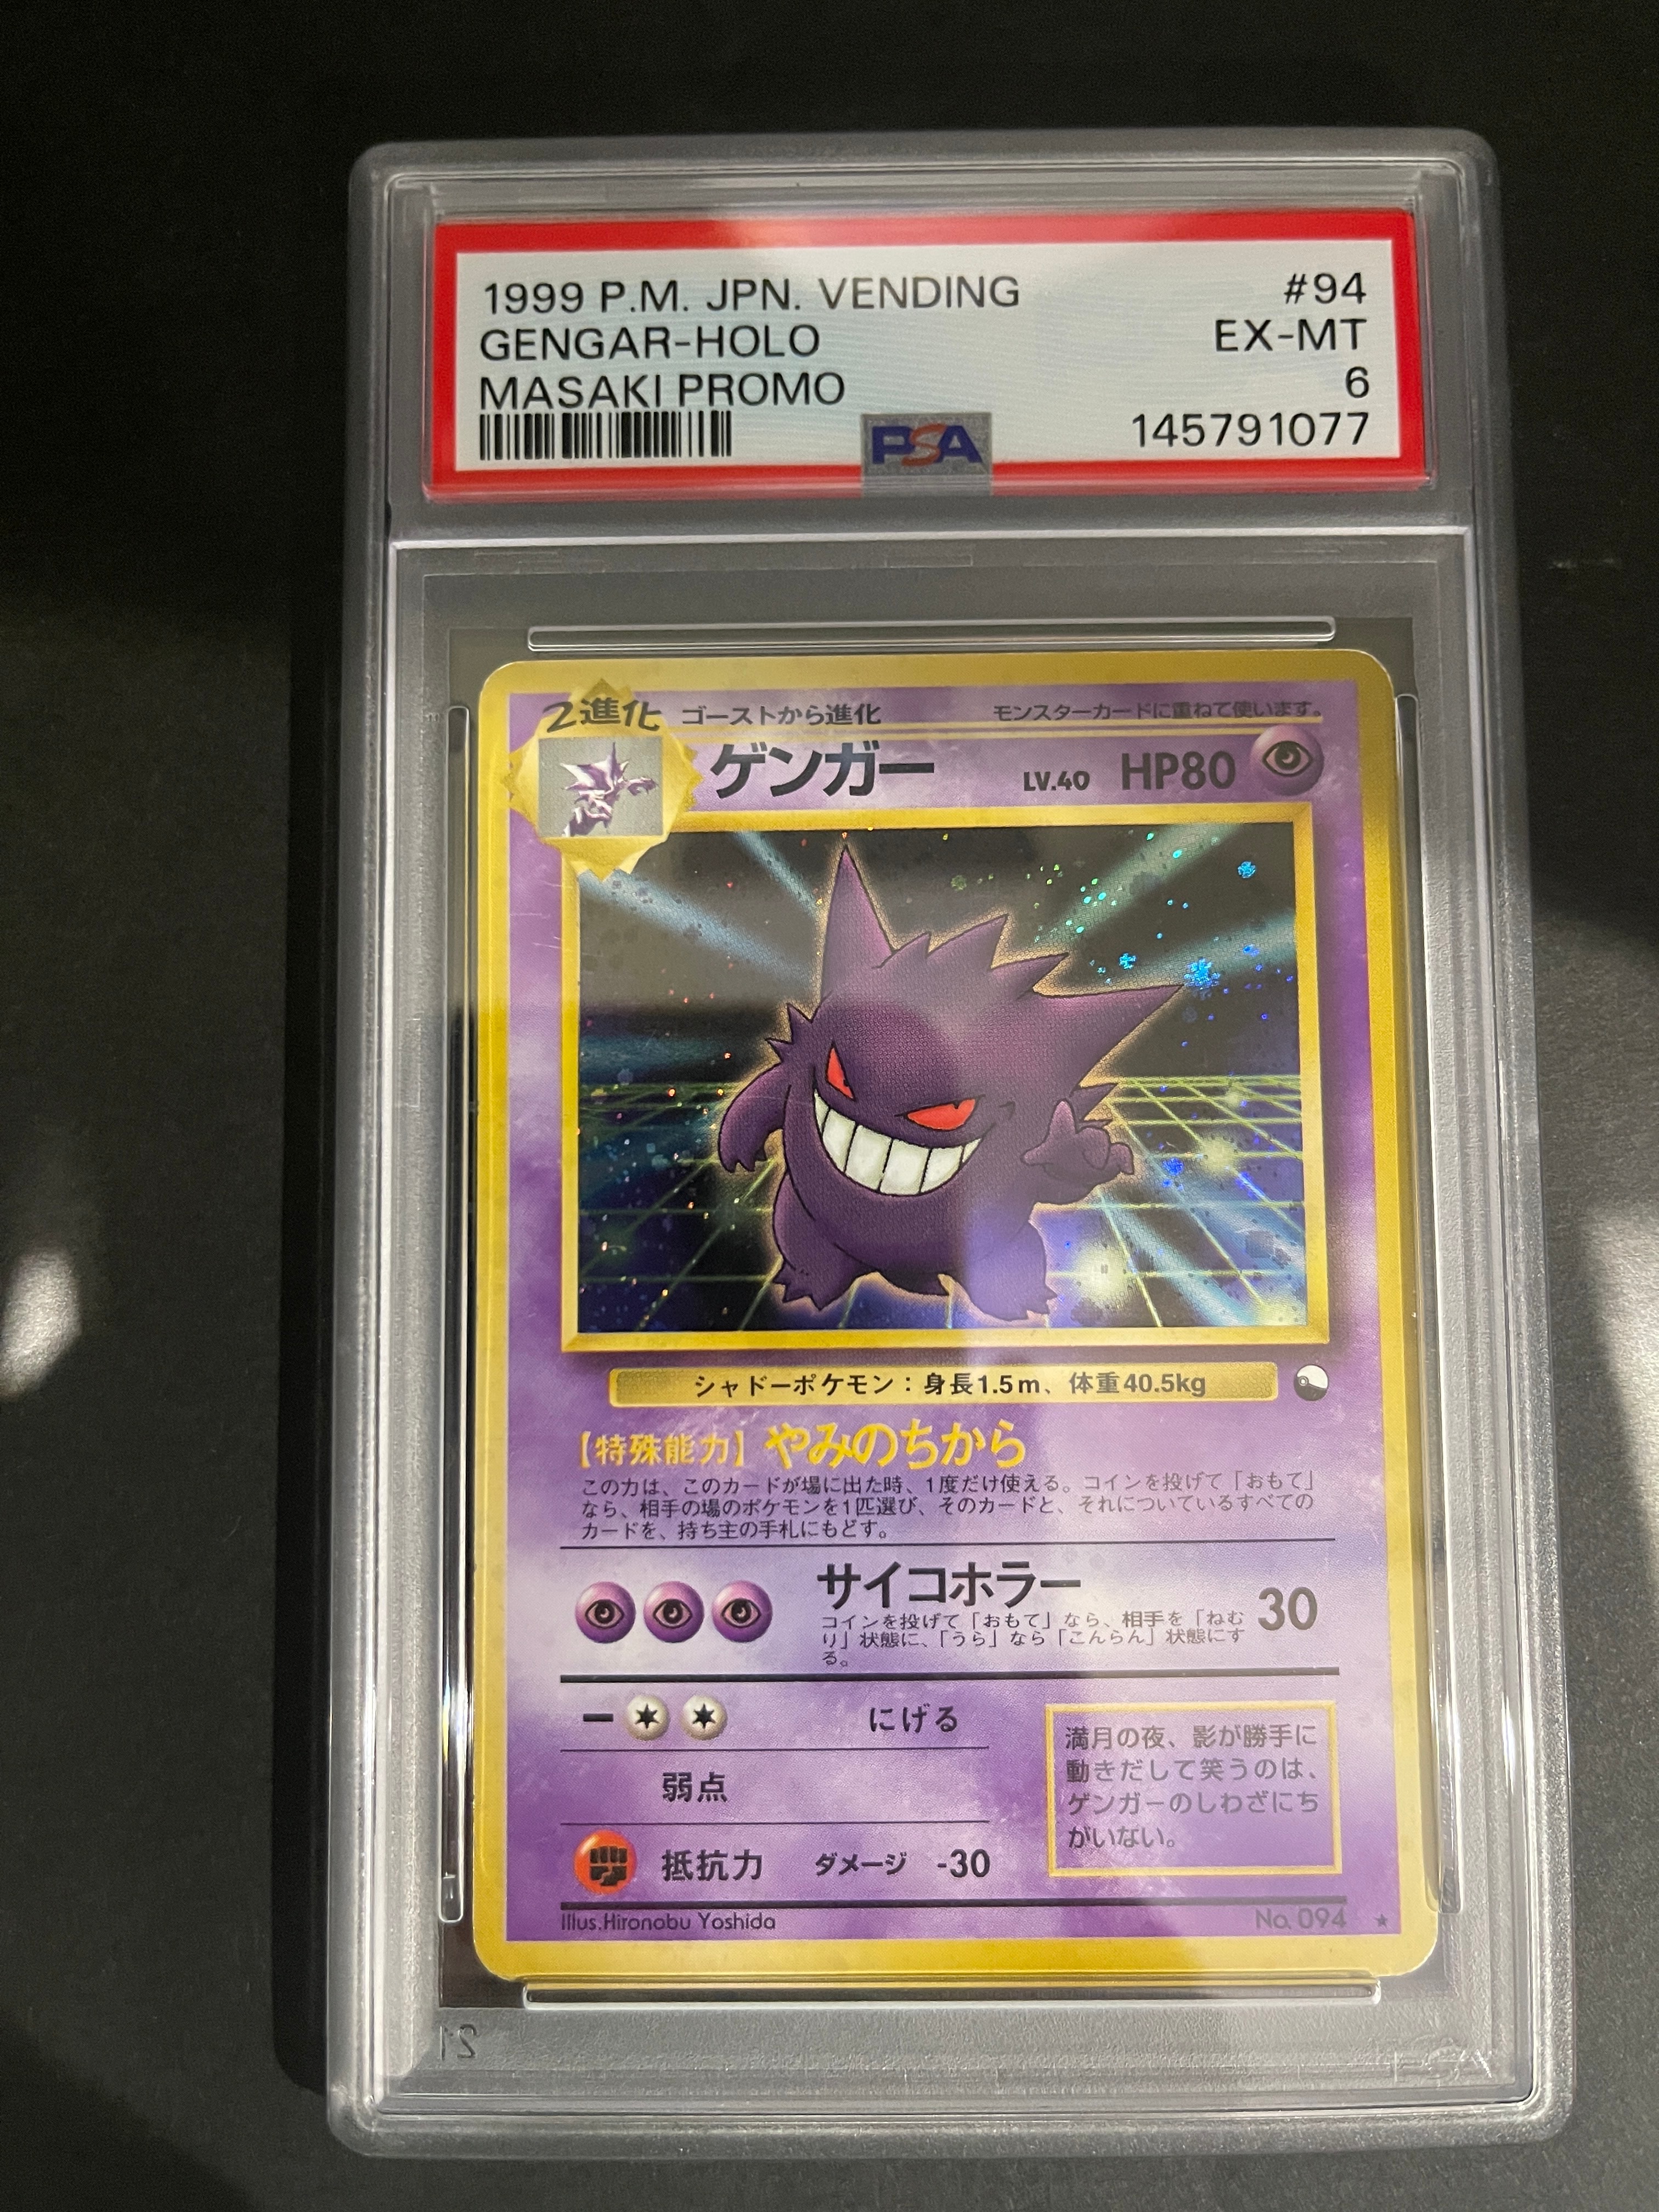 1999 P.M. JPN. VENDING #94
GENGAR-HOLO EX-MT
MASAKI PROMO 6
PSA 145791077
2進化 ゴーストから進化 モンスターカードに重ねて使います。
ゲンガー LV.40 HP80
シャドーポケモン：身長1.5m、体重40.5kg
【特殊能力】やみのちから
この力は、このカードが場に出た時、1度だけ使える。コインを投げて「おもて」
なら、相手の場のポケモンを1匹選び、そのカードと、それについているすべての
カードを、持ち主の手札にもどす。
サイコホラー 30
コインを投げて「おもて」なら、相手を「ねむ
り」状態に、「うら」なら「こんらん」状態にす
る。
にげる
弱点
抵抗力 ダメージ -30
満月の夜、影が勝手に
動きだして笑うのは、
ゲンガーのしわざにち
がいない。
Illus.Hironobu Yoshida No. 094 ★
21
PSA